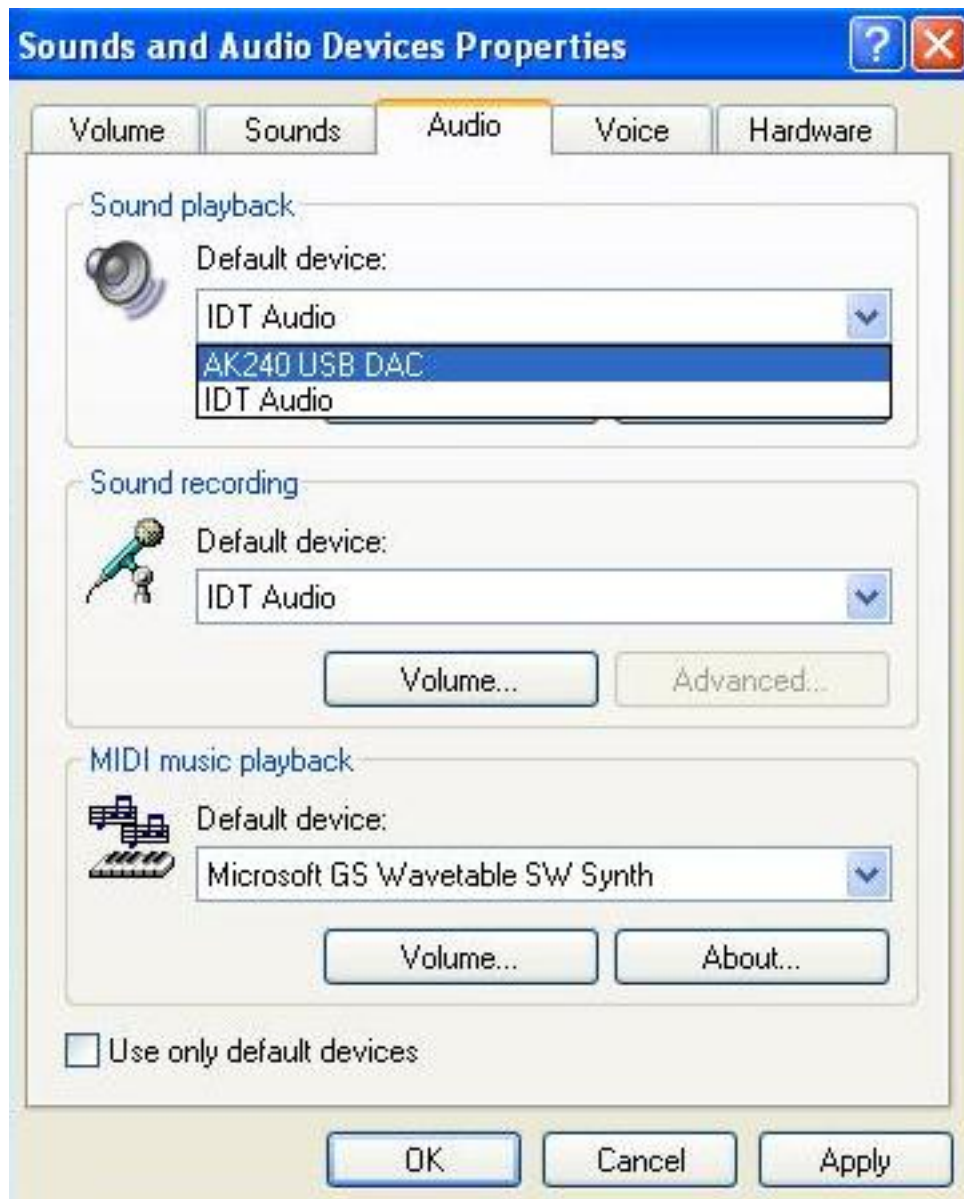 Sounds and Audio Devices Properties
Volume Sounds Audio Voice Hardware
Sound playback
Default device:
IDT Audio
AK240 USB DAC
IDT Audio
Sound recording
Default device:
IDT Audio
Volume... Advanced...
MIDI music playback
Default device:
Microsoft GS Wavetable SW Synth
Volume... About...
Use only default devices
OK Cancel Apply